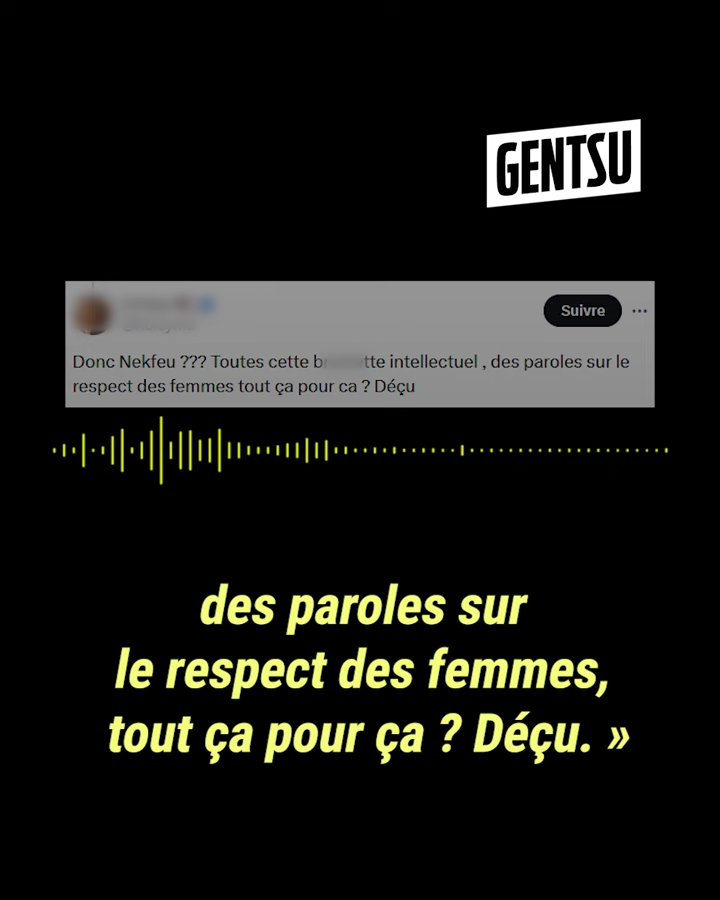 GENTSU
Suivre
Donc Nekfeu ??? Toutes cette b tte intellectuel , des paroles sur le
respect des femmes tout ça pour ca ? Déçu
des paroles sur
le respect des femmes,
tout ça pour ça ? Déçu. »